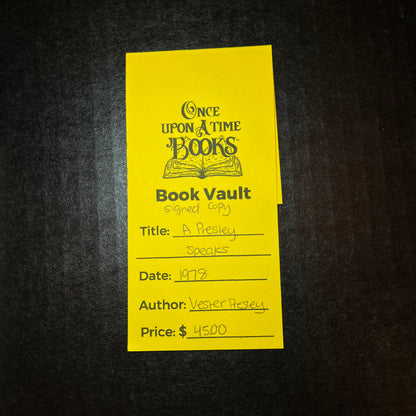 ONCE
UPON A TIME
BOOKS
Book Vault
Signed Copy
Title: A Presley
Speaks
Date: 1978
Author: Vester Presley
Price: $ 45.00